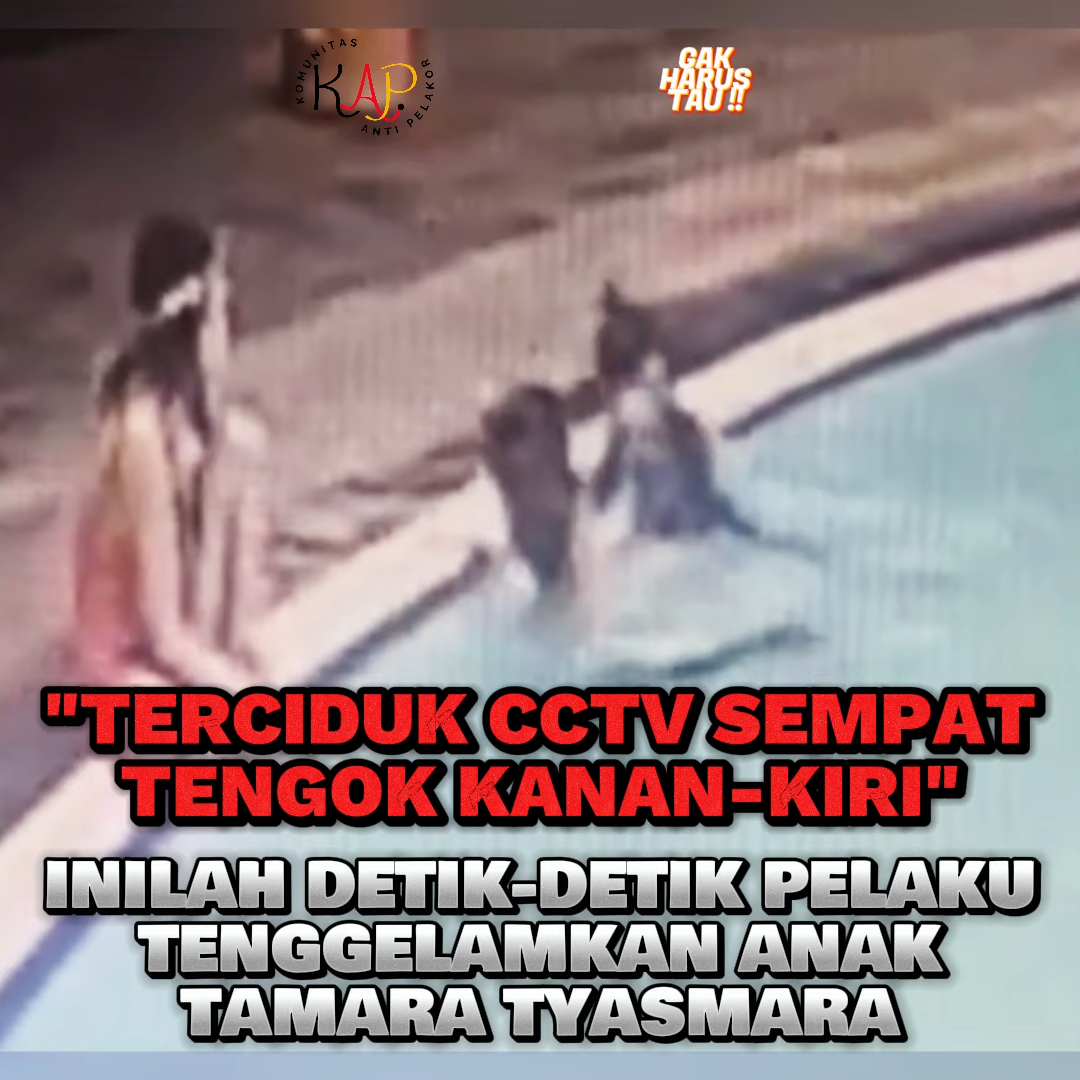 KOMUNITAS
KAP.
ANTI PELAKOR
GAK
HARUS
TAU !!
"TERCIDUK CCTV SEMPAT
TENGOK KANAN-KIRI"
INILAH DETIK-DETIK PELAKU
TENGGELAMKAN ANAK
TAMARA TYASMARA